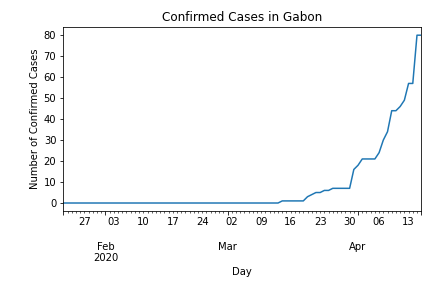 Confirmed Cases in Gabon
Number of Confirmed Cases
80
70
60
50
40
30
20
10
0
27 03 10 17 24 02 09 16 23 30 06 13
Feb Mar Apr
2020
Day